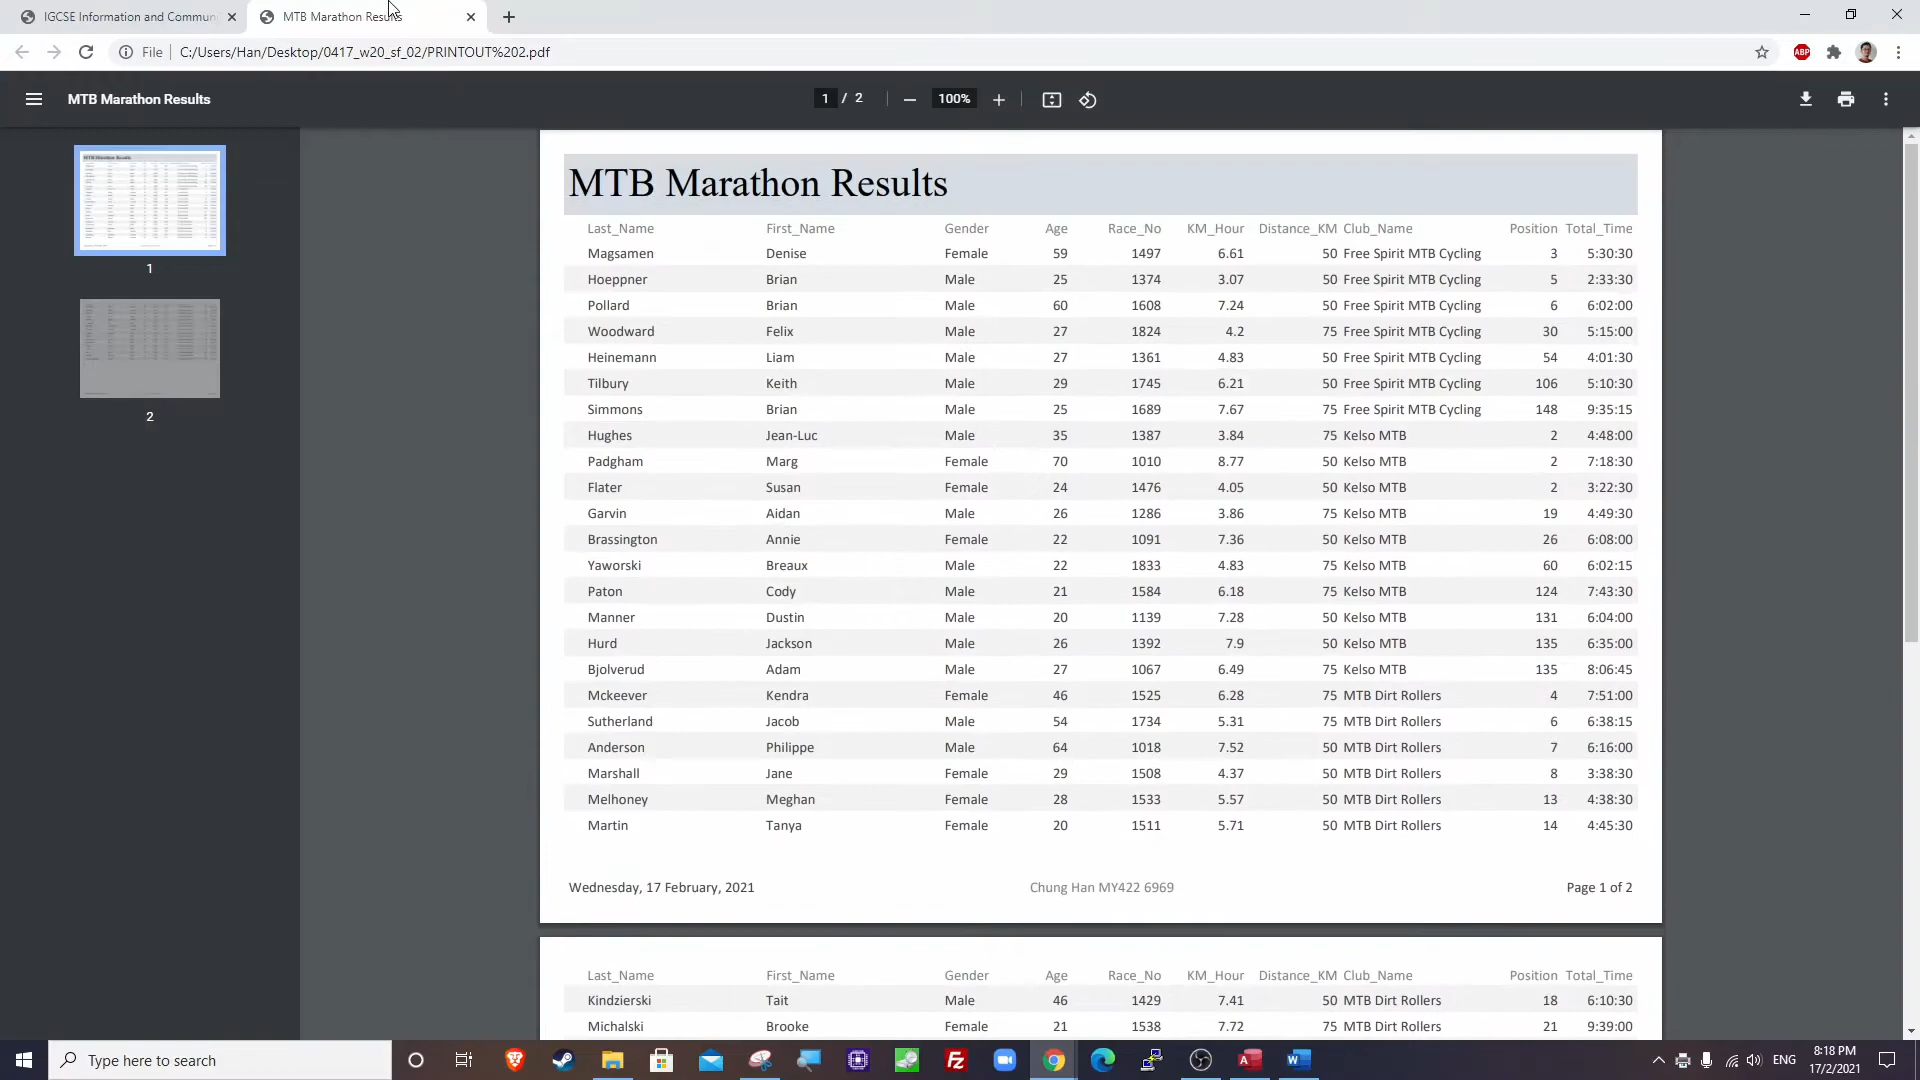 IGCSE Information and Commun
MTB Marathon Results
File C:/Users/Han/Desktop/0417_w20_sf_02/PRINTOUT%202.pdf
ABP
MTB Marathon Results
1 / 2
100%
1
2
MTB Marathon Results
Last_Name First_Name Gender Age Race_No KM_Hour Distance_KM Club_Name Position Total_Time
Magsamen Denise Female 59 1497 6.61 50 Free Spirit MTB Cycling 3 5:30:30
Hoeppner Brian Male 25 1374 3.07 50 Free Spirit MTB Cycling 5 2:33:30
Pollard Brian Male 60 1608 7.24 50 Free Spirit MTB Cycling 6 6:02:00
Woodward Felix Male 27 1824 4.2 75 Free Spirit MTB Cycling 30 5:15:00
Heinemann Liam Male 27 1361 4.83 50 Free Spirit MTB Cycling 54 4:01:30
Tilbury Keith Male 29 1745 6.21 50 Free Spirit MTB Cycling 106 5:10:30
Simmons Brian Male 25 1689 7.67 75 Free Spirit MTB Cycling 148 9:35:15
Hughes Jean-Luc Male 35 1387 3.84 75 Kelso MTB 2 4:48:00
Padgham Marg Female 70 1010 8.77 50 Kelso MTB 2 7:18:30
Flater Susan Female 24 1476 4.05 50 Kelso MTB 2 3:22:30
Garvin Aidan Male 26 1286 3.86 75 Kelso MTB 19 4:49:30
Brassington Annie Female 22 1091 7.36 50 Kelso MTB 26 6:08:00
Yaworski Breaux Male 22 1833 4.83 75 Kelso MTB 60 6:02:15
Paton Cody Male 21 1584 6.18 75 Kelso MTB 124 7:43:30
Manner Dustin Male 20 1139 7.28 50 Kelso MTB 131 6:04:00
Hurd Jackson Male 26 1392 7.9 50 Kelso MTB 135 6:35:00
Bjolverud Adam Male 27 1067 6.49 75 Kelso MTB 135 8:06:45
Mckeever Kendra Female 46 1525 6.28 75 MTB Dirt Rollers 4 7:51:00
Sutherland Jacob Male 54 1734 5.31 75 MTB Dirt Rollers 6 6:38:15
Anderson Philippe Male 64 1018 7.52 50 MTB Dirt Rollers 7 6:16:00
Marshall Jane Female 29 1508 4.37 50 MTB Dirt Rollers 8 3:38:30
Melhoney Meghan Female 28 1533 5.57 50 MTB Dirt Rollers 13 4:38:30
Martin Tanya Female 20 1511 5.71 50 MTB Dirt Rollers 14 4:45:30
Wednesday, 17 February, 2021 Chung Han MY422 6969 Page 1 of 2
Last_Name First_Name Gender Age Race_No KM_Hour Distance_KM Club_Name Position Total_Time
Kindzierski Tait Male 46 1429 7.41 50 MTB Dirt Rollers 18 6:10:30
Michalski Brooke Female 21 1538 7.72 75 MTB Dirt Rollers 21 9:39:00
Type here to search
ENG
8:18 PM
17/2/2021